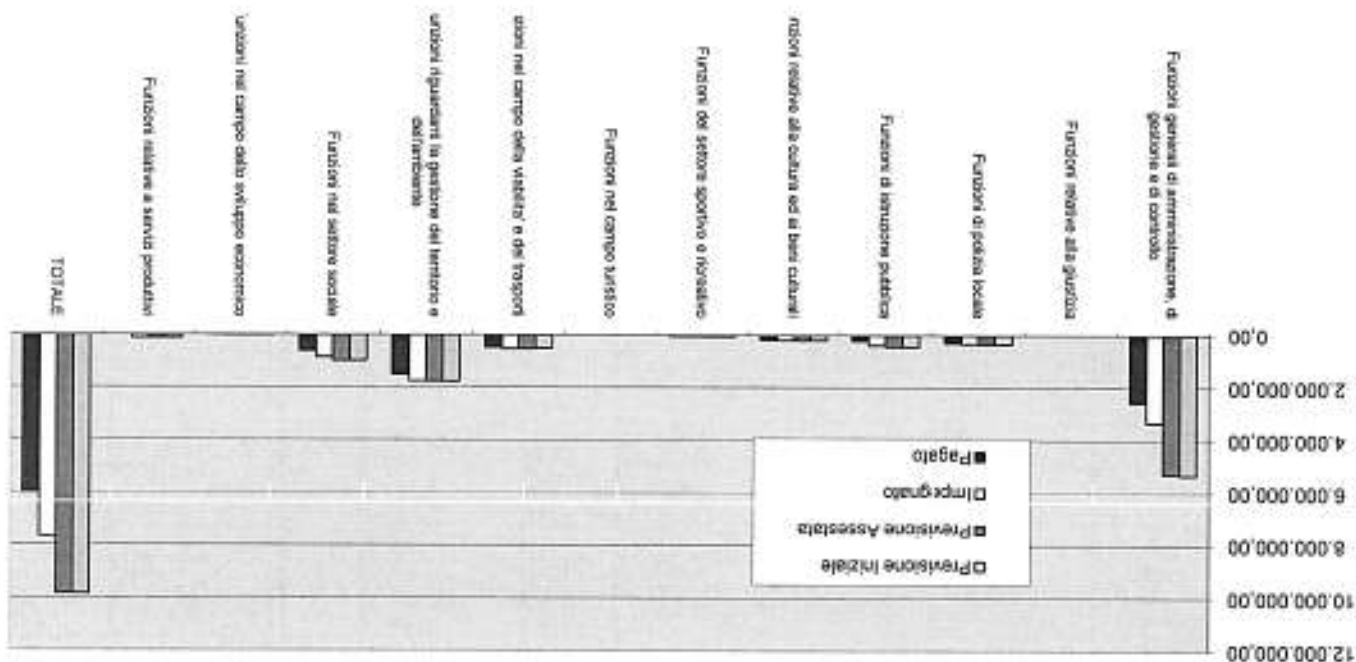 12.000.000,00
10.000.000,00
8.000.000,00
6.000.000,00
4.000.000,00
2.000.000,00
0,00
□Previsione Iniziale
■Previsione Assestata
□Impegnato
■Pagato
Funzioni generali di amministrazione, di
gestione e di controllo
Funzioni relative alla giustizia
Funzioni di polizia locale
Funzioni di istruzione pubblica
nzioni relative alla cultura ed ai beni culturali
Funzioni del settore sportivo e ricreativo
Funzioni nel campo turistico
zioni nel campo della viabilita' e dei trasporti
unzioni riguardanti la gestione del territorio e
dell'ambiente
Funzioni nel settore sociale
unzioni nel campo dello sviluppo economico
Funzioni relative a servizi produttivi
TOTALE